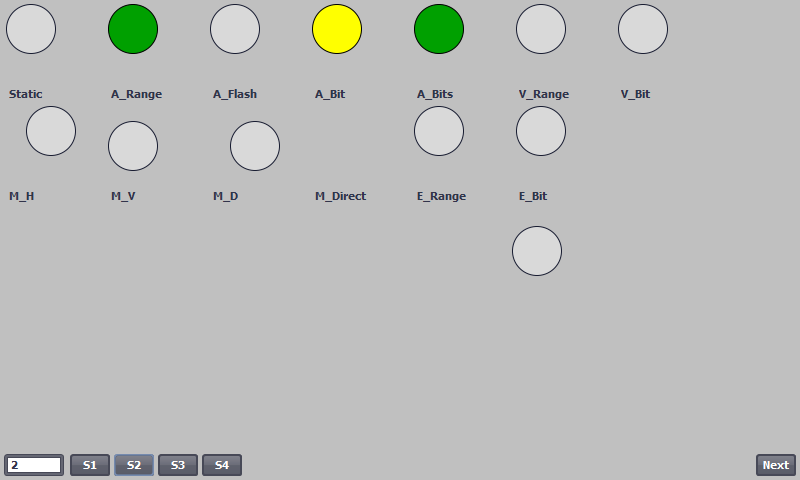 Static A_Range A_Flash A_Bit A_Bits V_Range V_Bit
M_H M_V M_D M_Direct E_Range E_Bit
2 S1 S2 S3 S4 Next